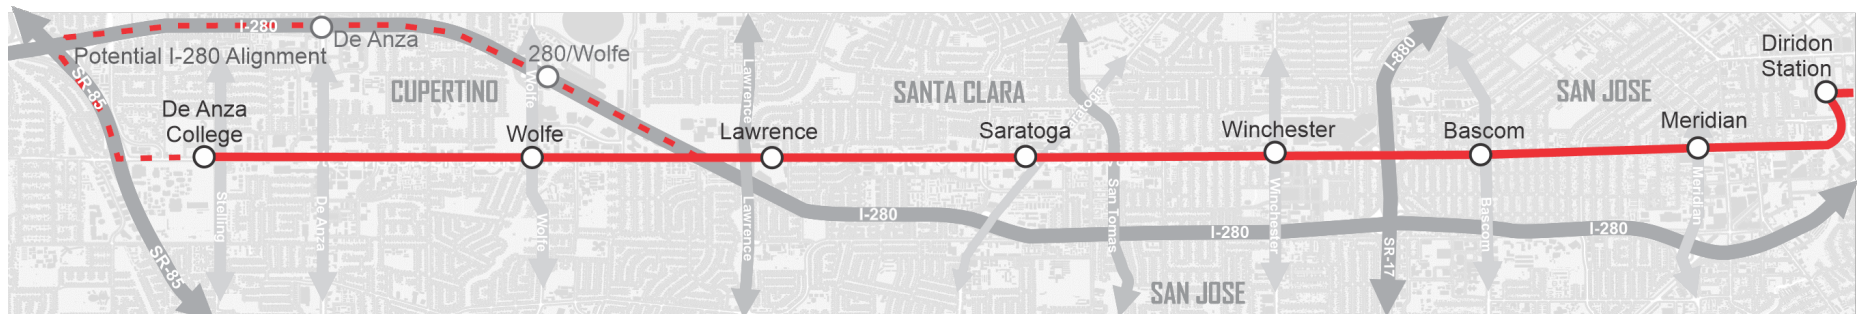 I-280
De Anza
Potential I-280 Alignment
280/Wolfe
SR-85
CUPERTINO
De Anza
College
Wolfe
Wolfe
Lawrence
Lawrence
SANTA CLARA
Saratoga
Saratoga
Winchester
I-880
Bascom
SAN JOSE
Meridian
Diridon
Station
Stelling
De Anza
Wolfe
Lawrence
I-280
San Tomas
I-280
Winchester
SR-17
Bascom
I-280
Meridian
SR-85
SAN JOSE